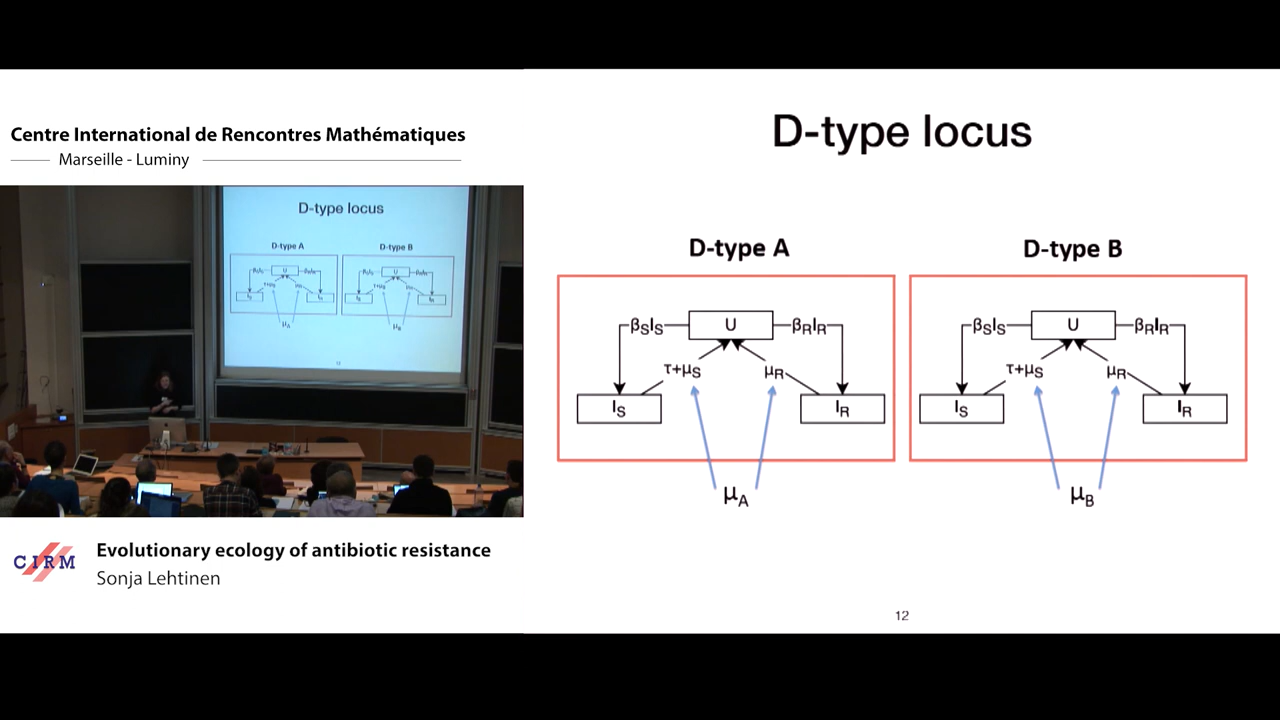 Centre International de Rencontres Mathématiques
Marseille - Luminy
D-type locus
D-type A
D-type B
U
U
μA
μB
CIRM
Evolutionary ecology of antibiotic resistance
Sonja Lehtinen
D-type locus
D-type A
D-type B
βSIS
U
βRIR
βSIS
U
βRIR
τ+μS
μR
τ+μS
μR
IS
IR
IS
IR
μA
μB
12